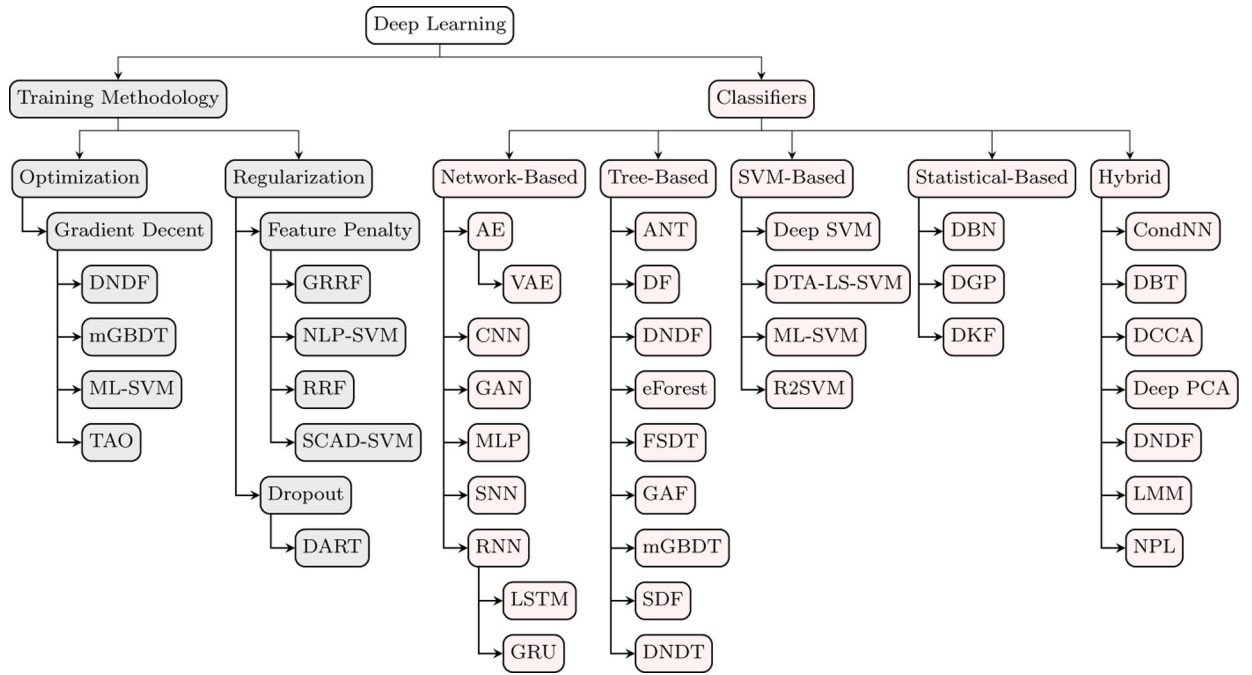 Deep Learning
Training Methodology
Classifiers
Optimization
Regularization
Network-Based
Tree-Based
SVM-Based
Statistical-Based
Hybrid
Gradient Decent
DNDF
mGBDT
ML-SVM
TAO
Feature Penalty
GRRF
NLP-SVM
RRF
SCAD-SVM
Dropout
DART
AE
VAE
CNN
GAN
MLP
SNN
RNN
LSTM
GRU
ANT
DF
DNDF
eForest
FSDT
GAF
mGBDT
SDF
DNDT
Deep SVM
DTA-LS-SVM
ML-SVM
R2SVM
DBN
DGP
DKF
CondNN
DBT
DCCA
Deep PCA
DNDF
LMM
NPL